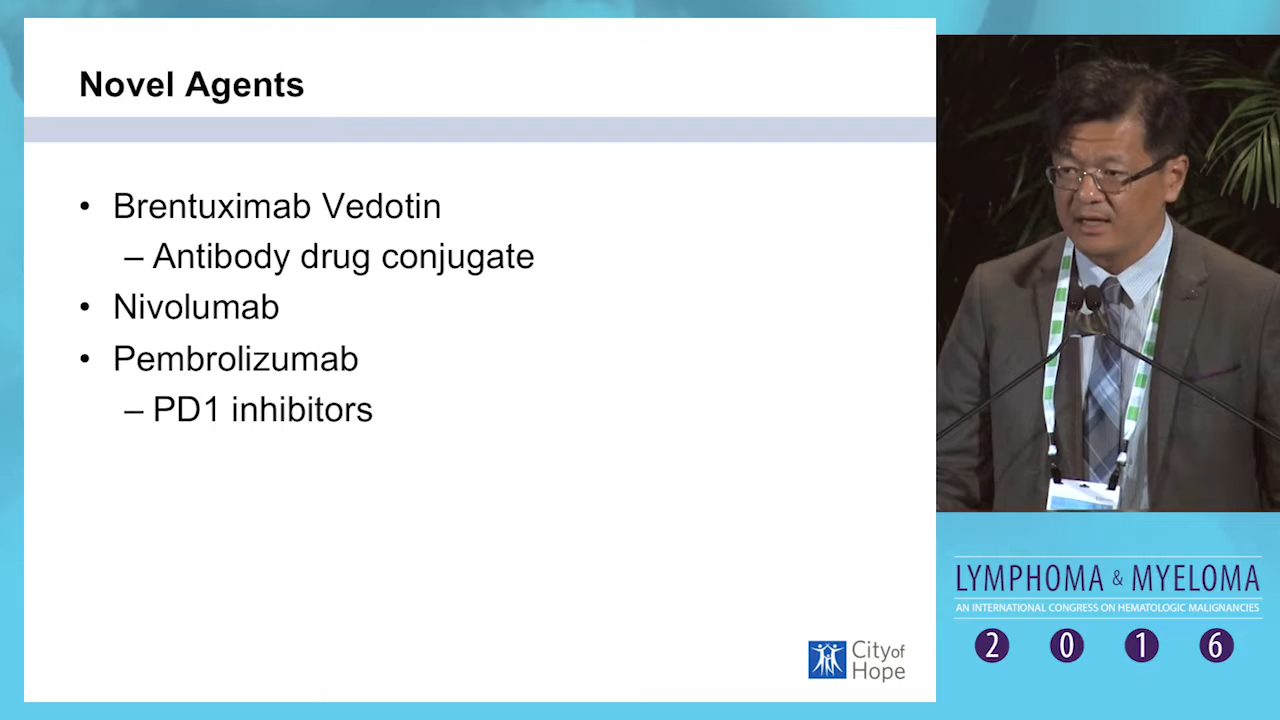 Novel Agents
• Brentuximab Vedotin
– Antibody drug conjugate
• Nivolumab
• Pembrolizumab
– PD1 inhibitors
City of
Hope
LYMPHOMA & MYELOMA
AN INTERNATIONAL CONGRESS ON HEMATOLOGIC MALIGNANCIES
2 0 1 6